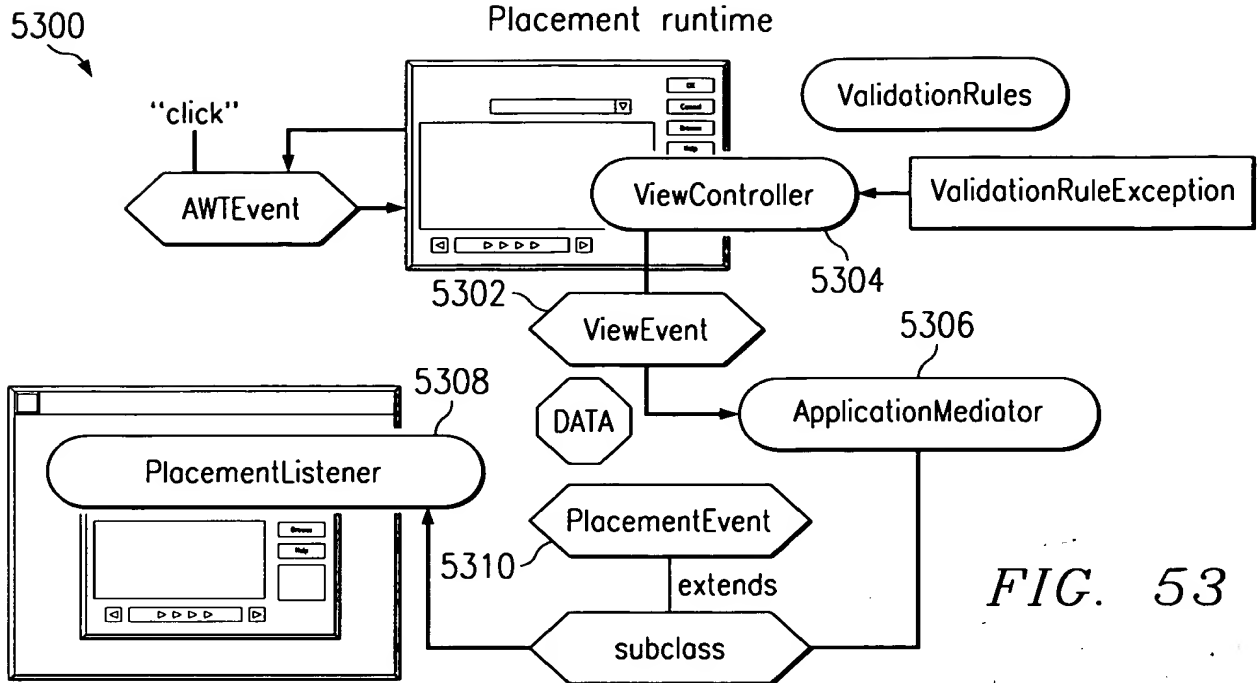 Placement runtime
5300
"click"
AWTEvent
OK
Cancel
Browse
Help
ValidationRules
ViewController
ValidationRuleException
5304
5302
ViewEvent
5306
5308
DATA
ApplicationMediator
PlacementListener
Browse
Help
PlacementEvent
5310
extends
subclass
FIG. 53